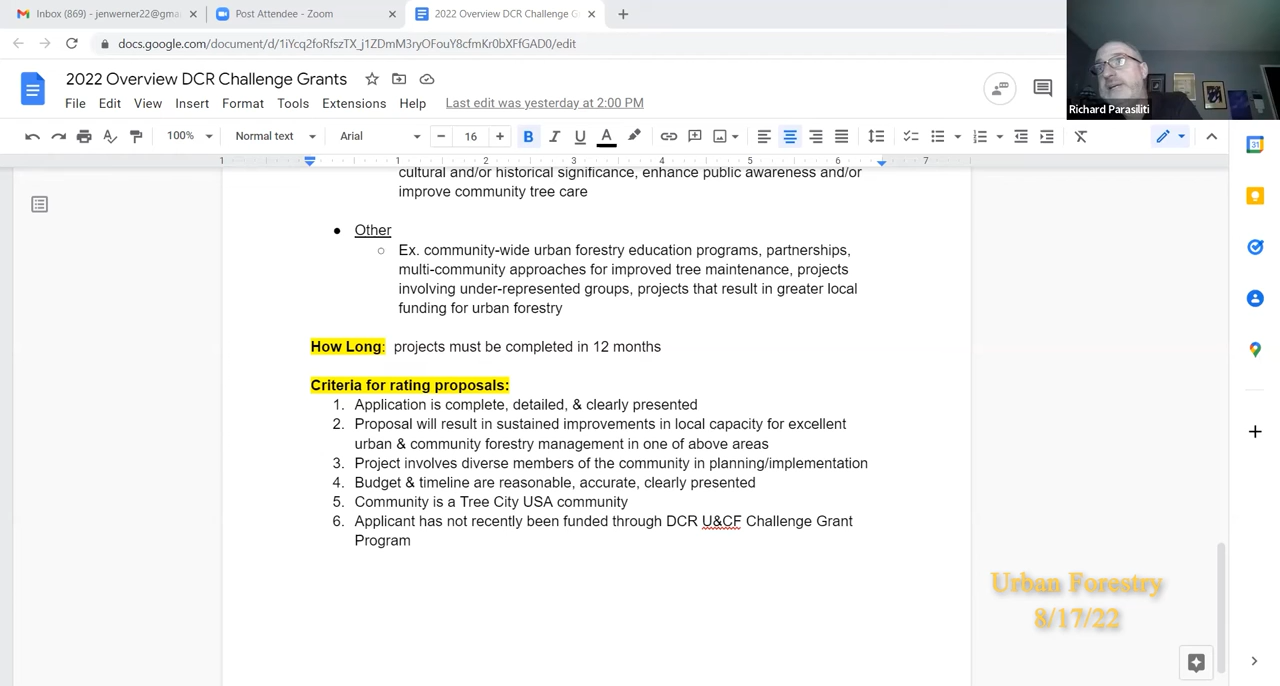 Inbox (869) - jenwerner22@gma
Post Attendee - Zoom
2022 Overview DCR Challenge G
docs.google.com/document/d/1iYcq2foRfszTX_j1ZDmM3ryOFouY8cfmKr0bXFfGAD0/edit
2022 Overview DCR Challenge Grants
File Edit View Insert Format Tools Extensions Help Last edit was yesterday at 2:00 PM
Richard Parasiliti
100% Normal text Arial 16 B I U A
31
1 1 2 3 4 5 6 7
cultural and/or historical significance, enhance public awareness and/or
improve community tree care
● Other
○ Ex. community-wide urban forestry education programs, partnerships,
multi-community approaches for improved tree maintenance, projects
involving under-represented groups, projects that result in greater local
funding for urban forestry
How Long: projects must be completed in 12 months
Criteria for rating proposals:
1. Application is complete, detailed, & clearly presented
2. Proposal will result in sustained improvements in local capacity for excellent
urban & community forestry management in one of above areas
3. Project involves diverse members of the community in planning/implementation
4. Budget & timeline are reasonable, accurate, clearly presented
5. Community is a Tree City USA community
6. Applicant has not recently been funded through DCR U&CF Challenge Grant
Program
Urban Forestry
8/17/22